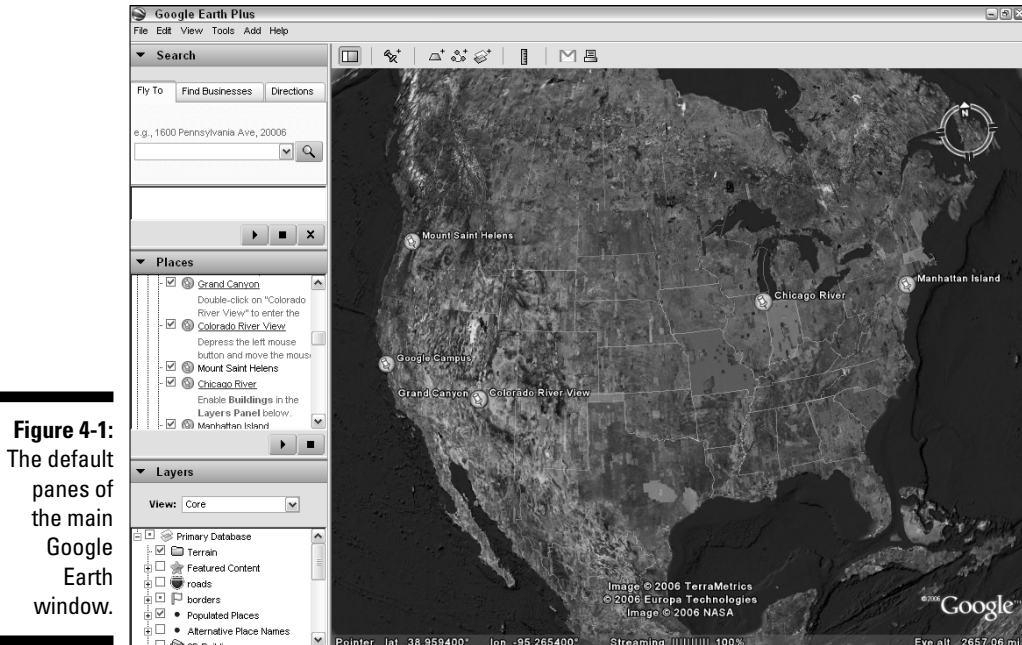 Google Earth Plus
File Edit View Tools Add Help
Search
Fly To Find Businesses Directions
e.g., 1600 Pennsylvania Ave, 20006
Places
Grand Canyon
Double-click on "Colorado
River View" to enter the
Colorado River View
Depress the left mouse
button and move the mouse
Mount Saint Helens
Chicago River
Enable Buildings in the
Layers Panel below.
Manhattan Island
Layers
View: Core
Primary Database
Terrain
Featured Content
roads
borders
Populated Places
Alternative Place Names
N
Mount Saint Helens
Manhattan Island
Chicago River
Google Campus
Grand Canyon Colorado River View
Image © 2006 TerraMetrics
© 2006 Europa Technologies
Image © 2006 NASA
©2006 Google™
Pointer lat 38.959400° lon -95.265400° Streaming ||||||||| 100% Eye alt 2657.06 mi
Figure 4-1:
The default
panes of
the main
Google
Earth
window.